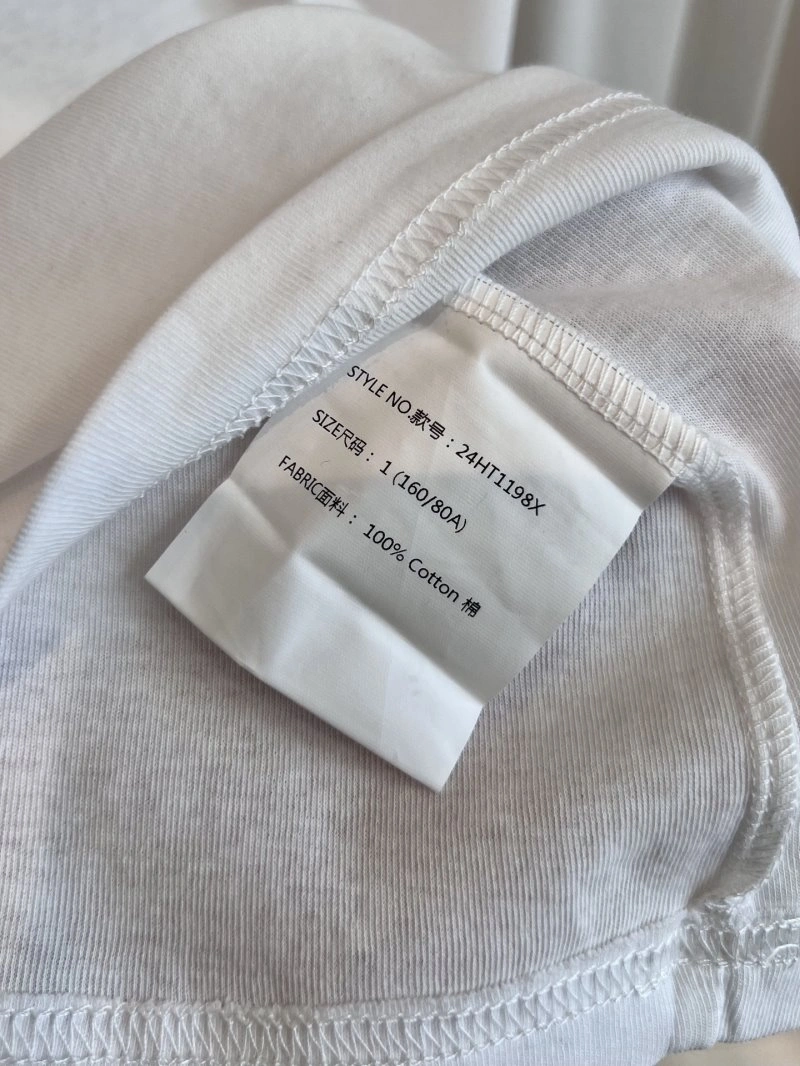 STYLE NO.款号：24HT1198X
SIZE尺码：1 (160/80A)
FABRIC面料：100% Cotton 棉